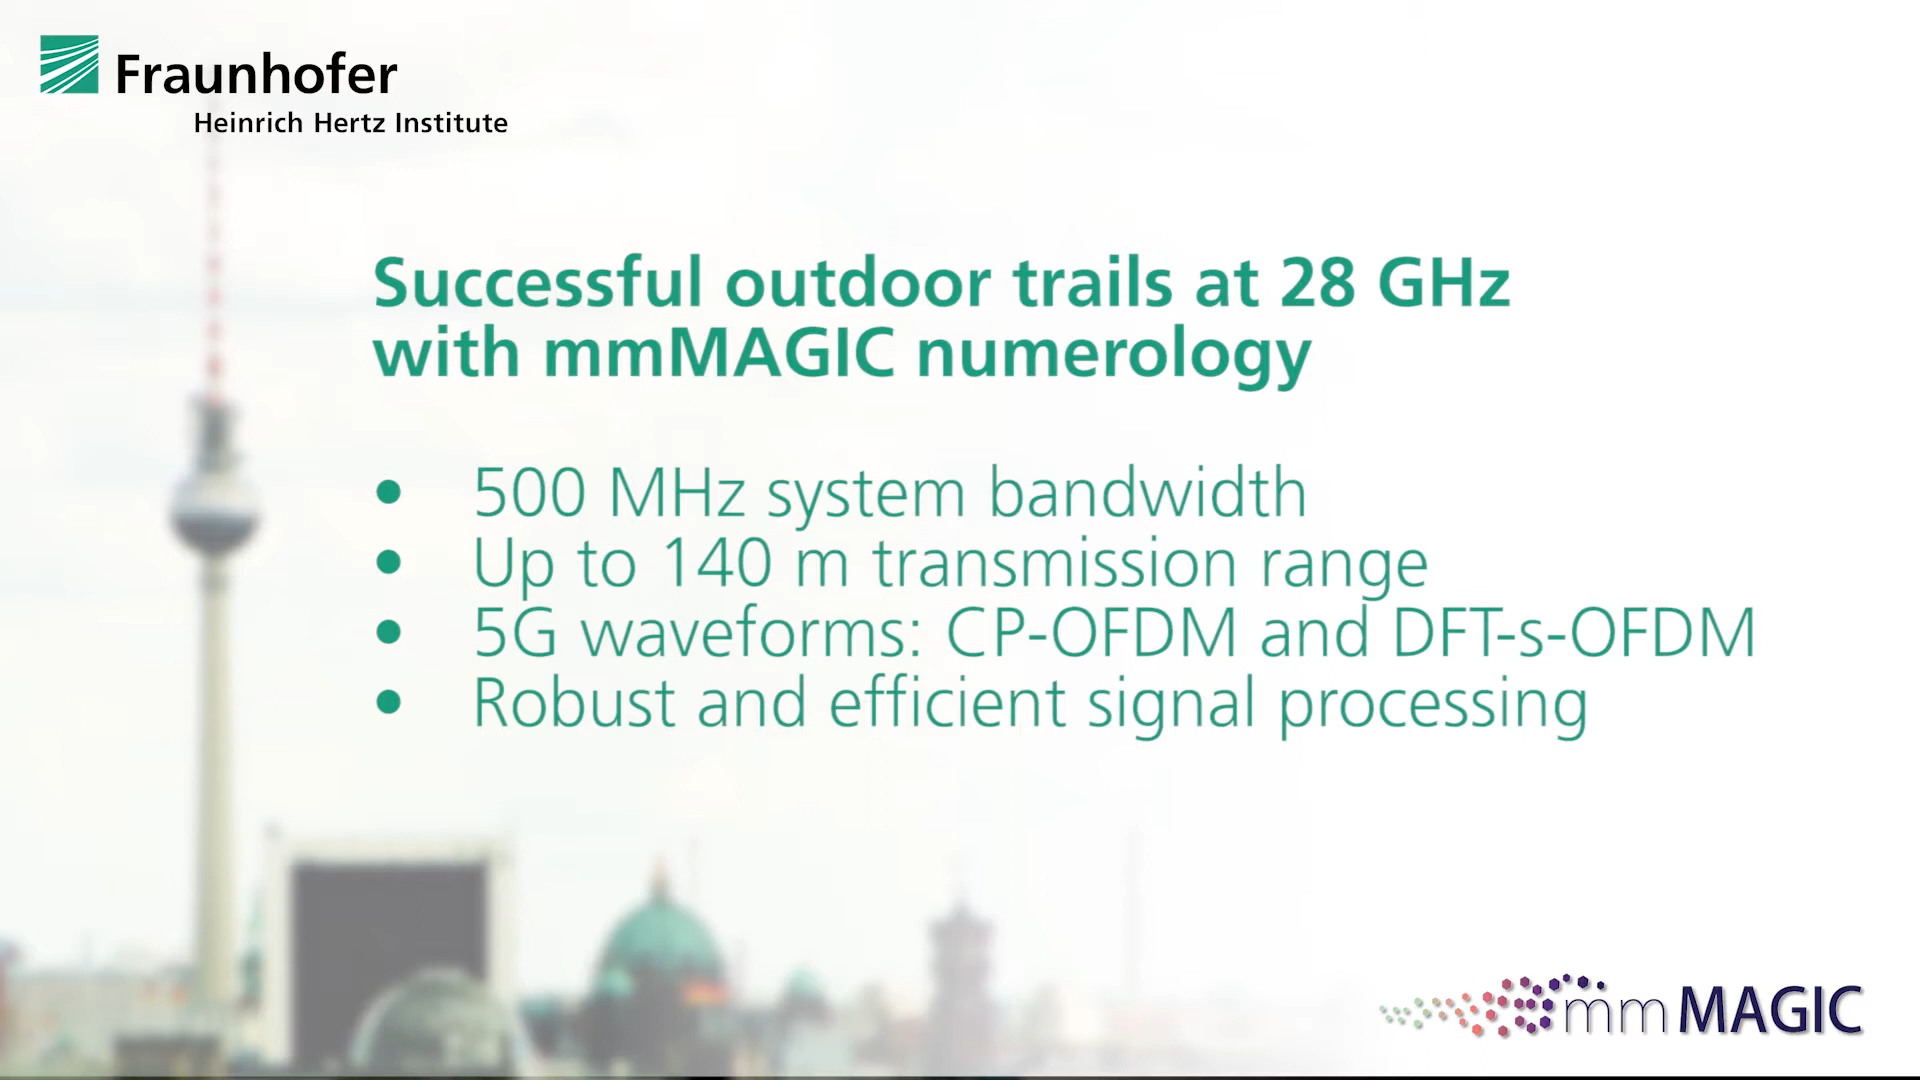 Fraunhofer
Heinrich Hertz Institute
Successful outdoor trails at 28 GHz
with mmMAGIC numerology
• 500 MHz system bandwidth
• Up to 140 m transmission range
• 5G waveforms: CP-OFDM and DFT-s-OFDM
• Robust and efficient signal processing
mmMAGIC